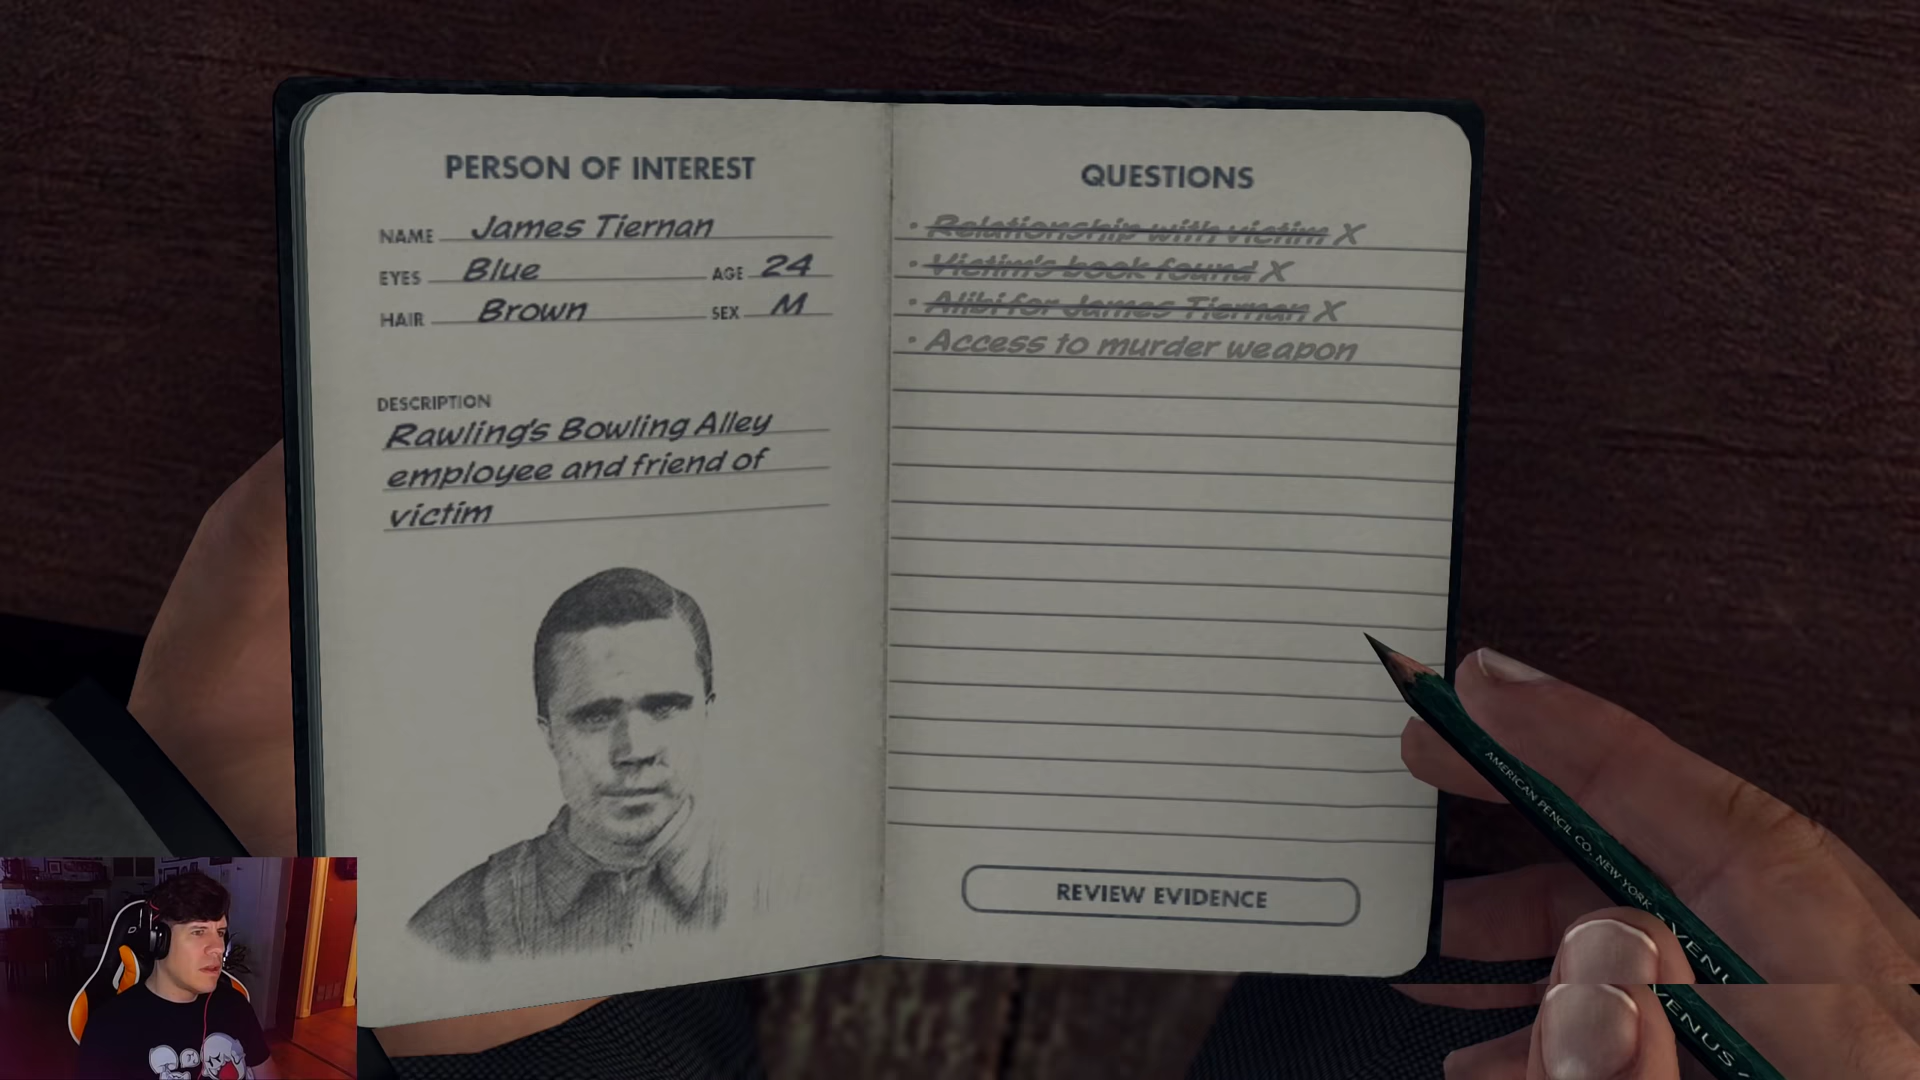 PERSON OF INTEREST
NAME James Tiernan
EYES Blue AGE 24
HAIR Brown SEX M
DESCRIPTION
Rawling's Bowling Alley
employee and friend of
victim
QUESTIONS
• Relationship with victim X
• Victim's book found X
• Alibi for James Tiernan X
• Access to murder weapon
REVIEW EVIDENCE
AMERICAN PENCIL CO. NEW YORK
VENU
VENUS